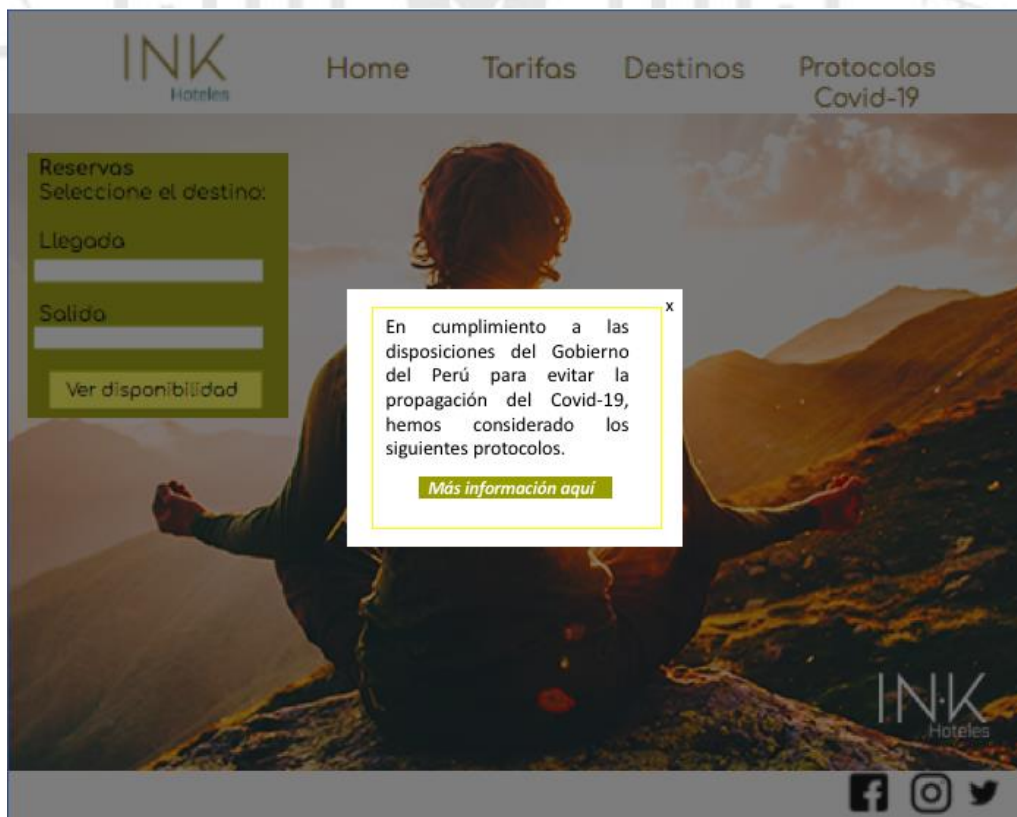 INK
Hoteles
Home
Tarifas
Destinos
Protocolos
Covid-19
Reservas
Seleccione el destino:
Llegada
Salida
Ver disponibilidad
x
En cumplimiento a las
disposiciones del Gobierno
del Perú para evitar la
propagación del Covid-19,
hemos considerado los
siguientes protocolos.
Más información aquí
IN·K
Hoteles